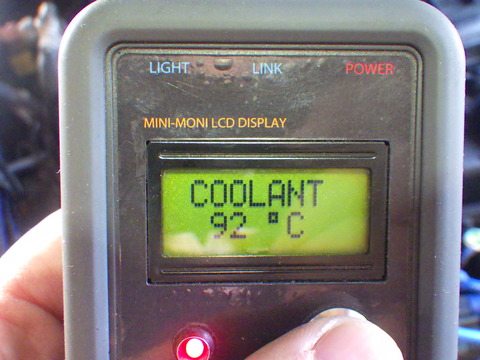 LIGHT LINK POWER
MINI-MONI LCD DISPLAY
COOLANT
92 °C